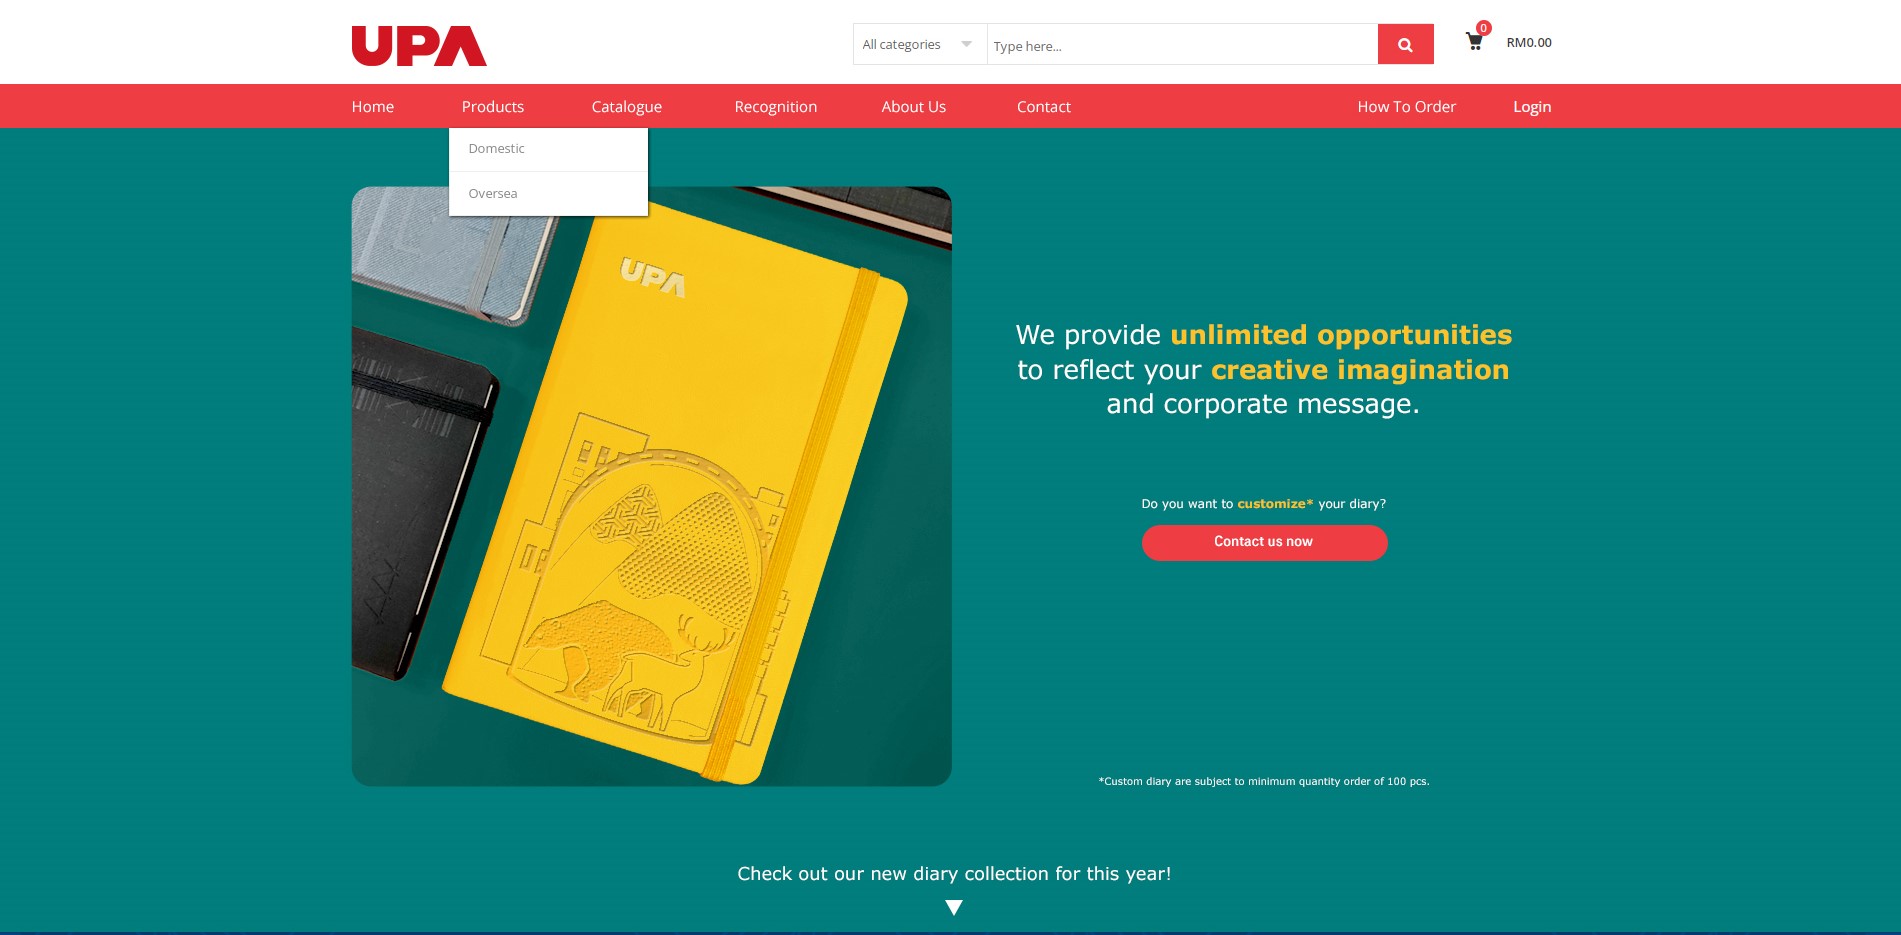 UPA
All categories
Type here...
0
RM0.00
Home
Products
Catalogue
Recognition
About Us
Contact
How To Order
Login
Domestic
Oversea
UPA
We provide unlimited opportunities
to reflect your creative imagination
and corporate message.
Do you want to customize* your diary?
Contact us now
*Custom diary are subject to minimum quantity order of 100 pcs.
Check out our new diary collection for this year!